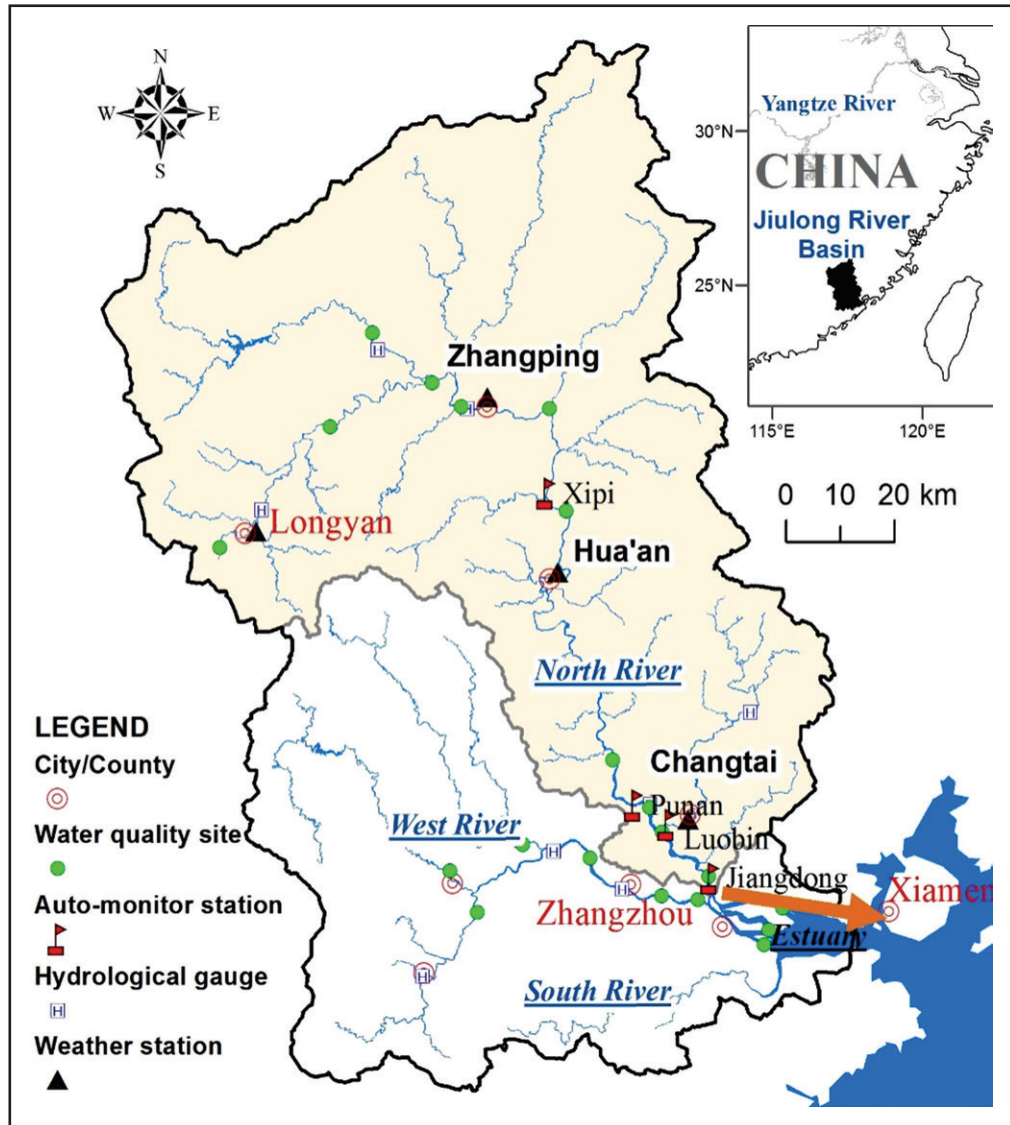 N
W
E
S
Yangtze River
30°N
CHINA
Jiulong River
Basin
25°N
115°E
120°E
0 10 20 km
Zhangping
Xipi
Longyan
Hua'an
North River
Changtai
Punan
Luobin
West River
Jiangdong
Xiamen
Zhangzhou
Estuary
South River
LEGEND
City/County
Water quality site
Auto-monitor station
Hydrological gauge
H
Weather station
H
H
H
H
H
H
H